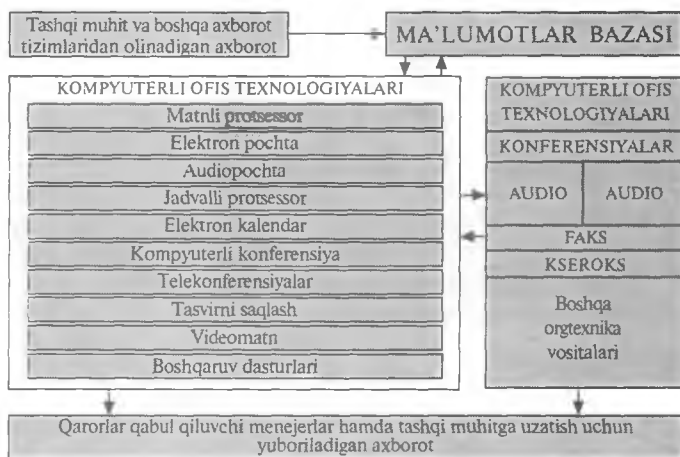 Tashqi muhit va boshqa axborot
tizimlaridan olinadigan axborot
MA'LUMOTLAR BAZASI
KOMPYUTERLI OFIS TEXNOLOGIYALARI
Matnli protsessor
Elektron pochta
Audiopochta
Jadvalli protsessor
Elektron kalendar
Kompyuterli konferensiya
Telekonferensiyalar
Tasvirni saqlash
Videomatn
Boshqaruv dasturlari
KOMPYUTERLI OFIS
TEXNOLOGIYALARI
KONFERENSIYALAR
AUDIO
AUDIO
FAKS
KSEROKS
Boshqa
orgtexnika
vositalari
Qarorlar qabul qiluvchi menejerlar hamda tashqi muhitga uzatish uchun
yuboriladigan axborot